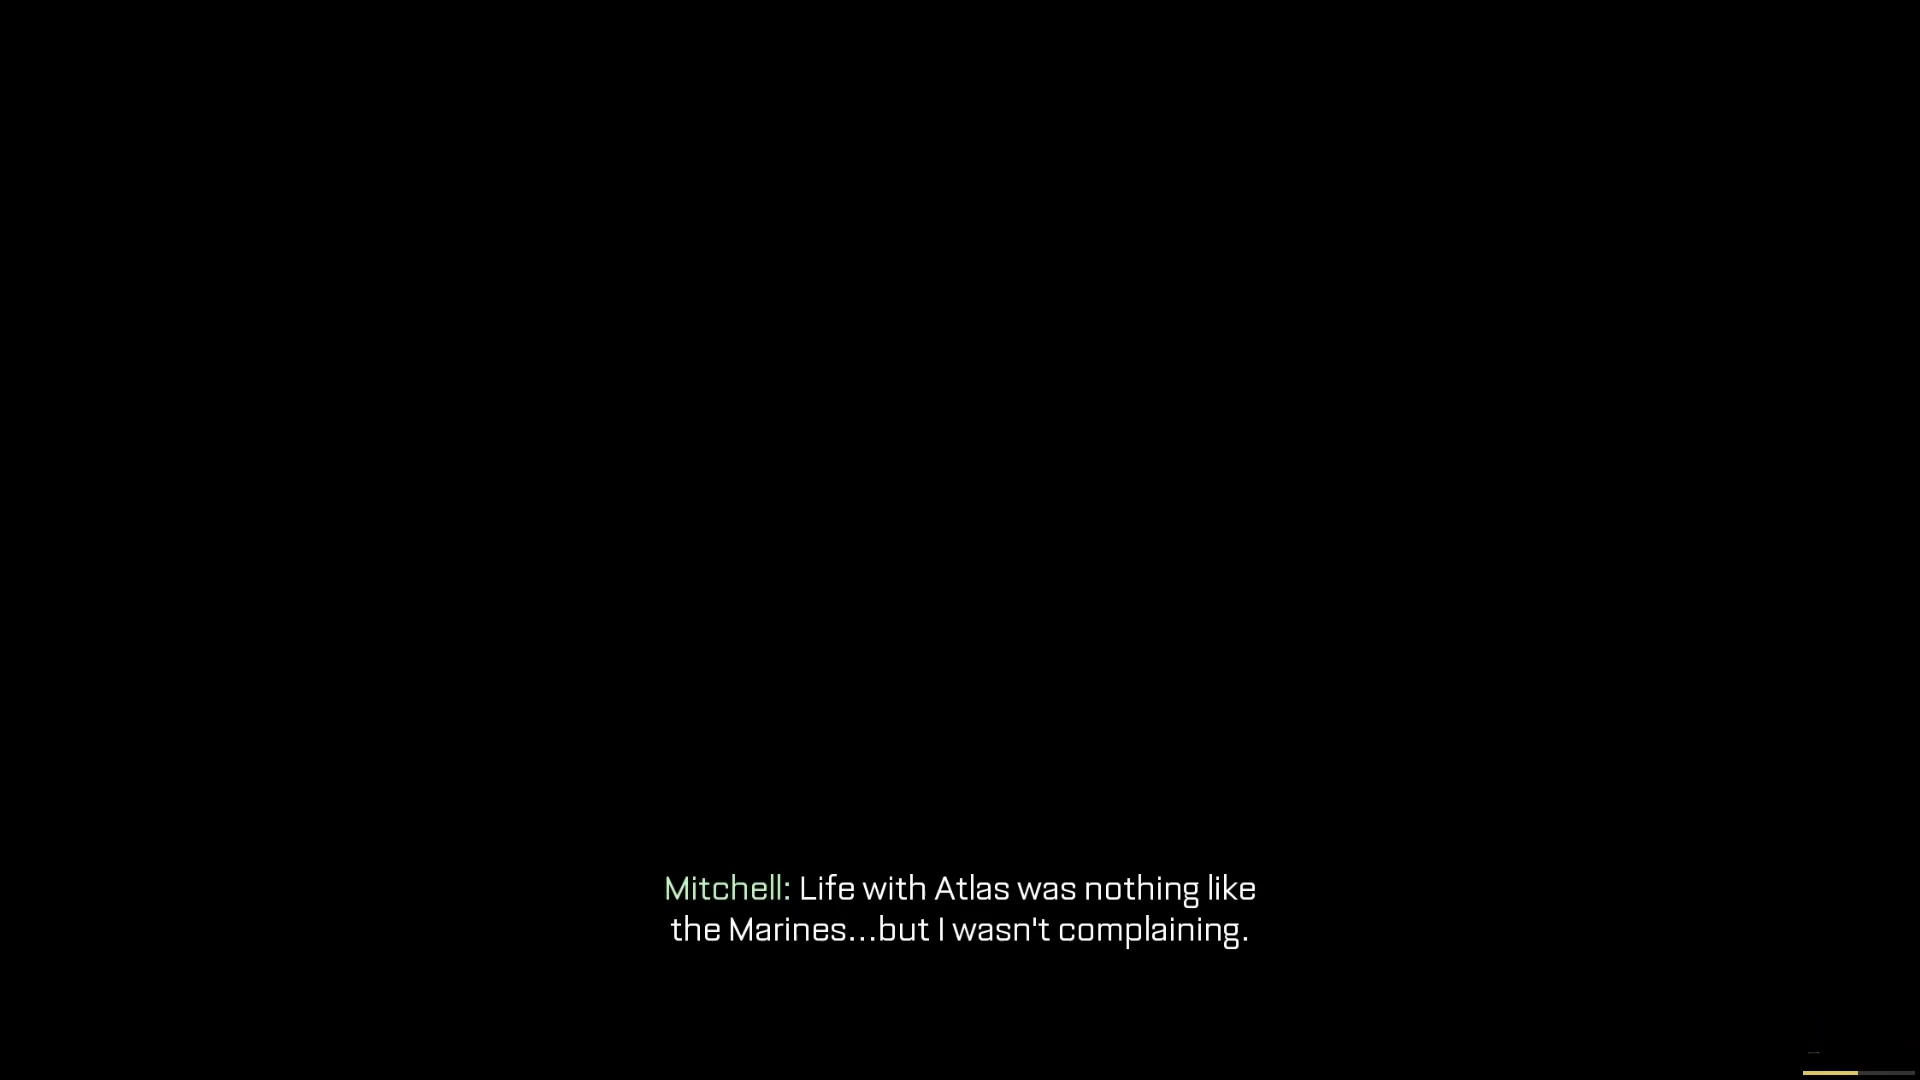 Mitchell: Life with Atlas was nothing like
the Marines...but I wasn't complaining.